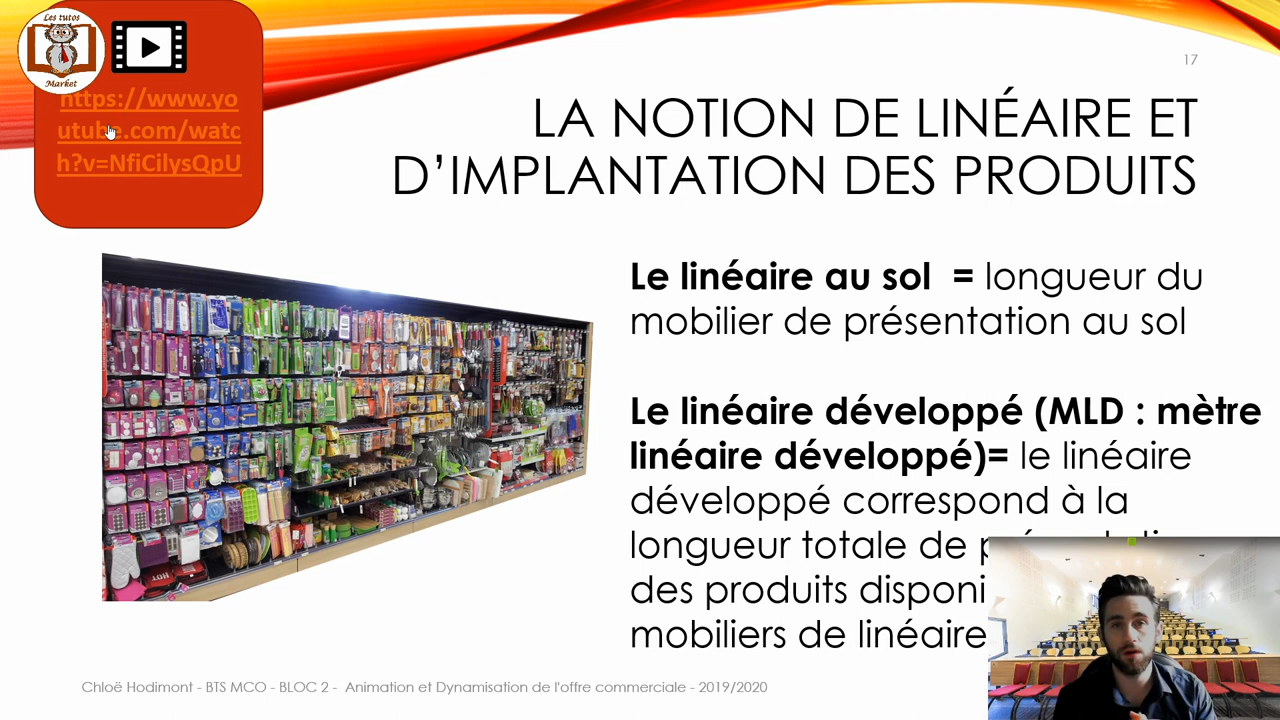 Les tutos
Market
https://www.yo
utube.com/watc
h?v=NfiCilysQpU
17
LA NOTION DE LINÉAIRE ET
D’IMPLANTATION DES PRODUITS
Le linéaire au sol = longueur du
mobilier de présentation au sol
Le linéaire développé (MLD : mètre
linéaire développé)= le linéaire
développé correspond à la
longueur totale de
des produits
mobiliers de linéaire
Chloë Hodimont - BTS MCO - BLOC 2 - Animation et Dynamisation de l'offre commerciale - 2019/2020